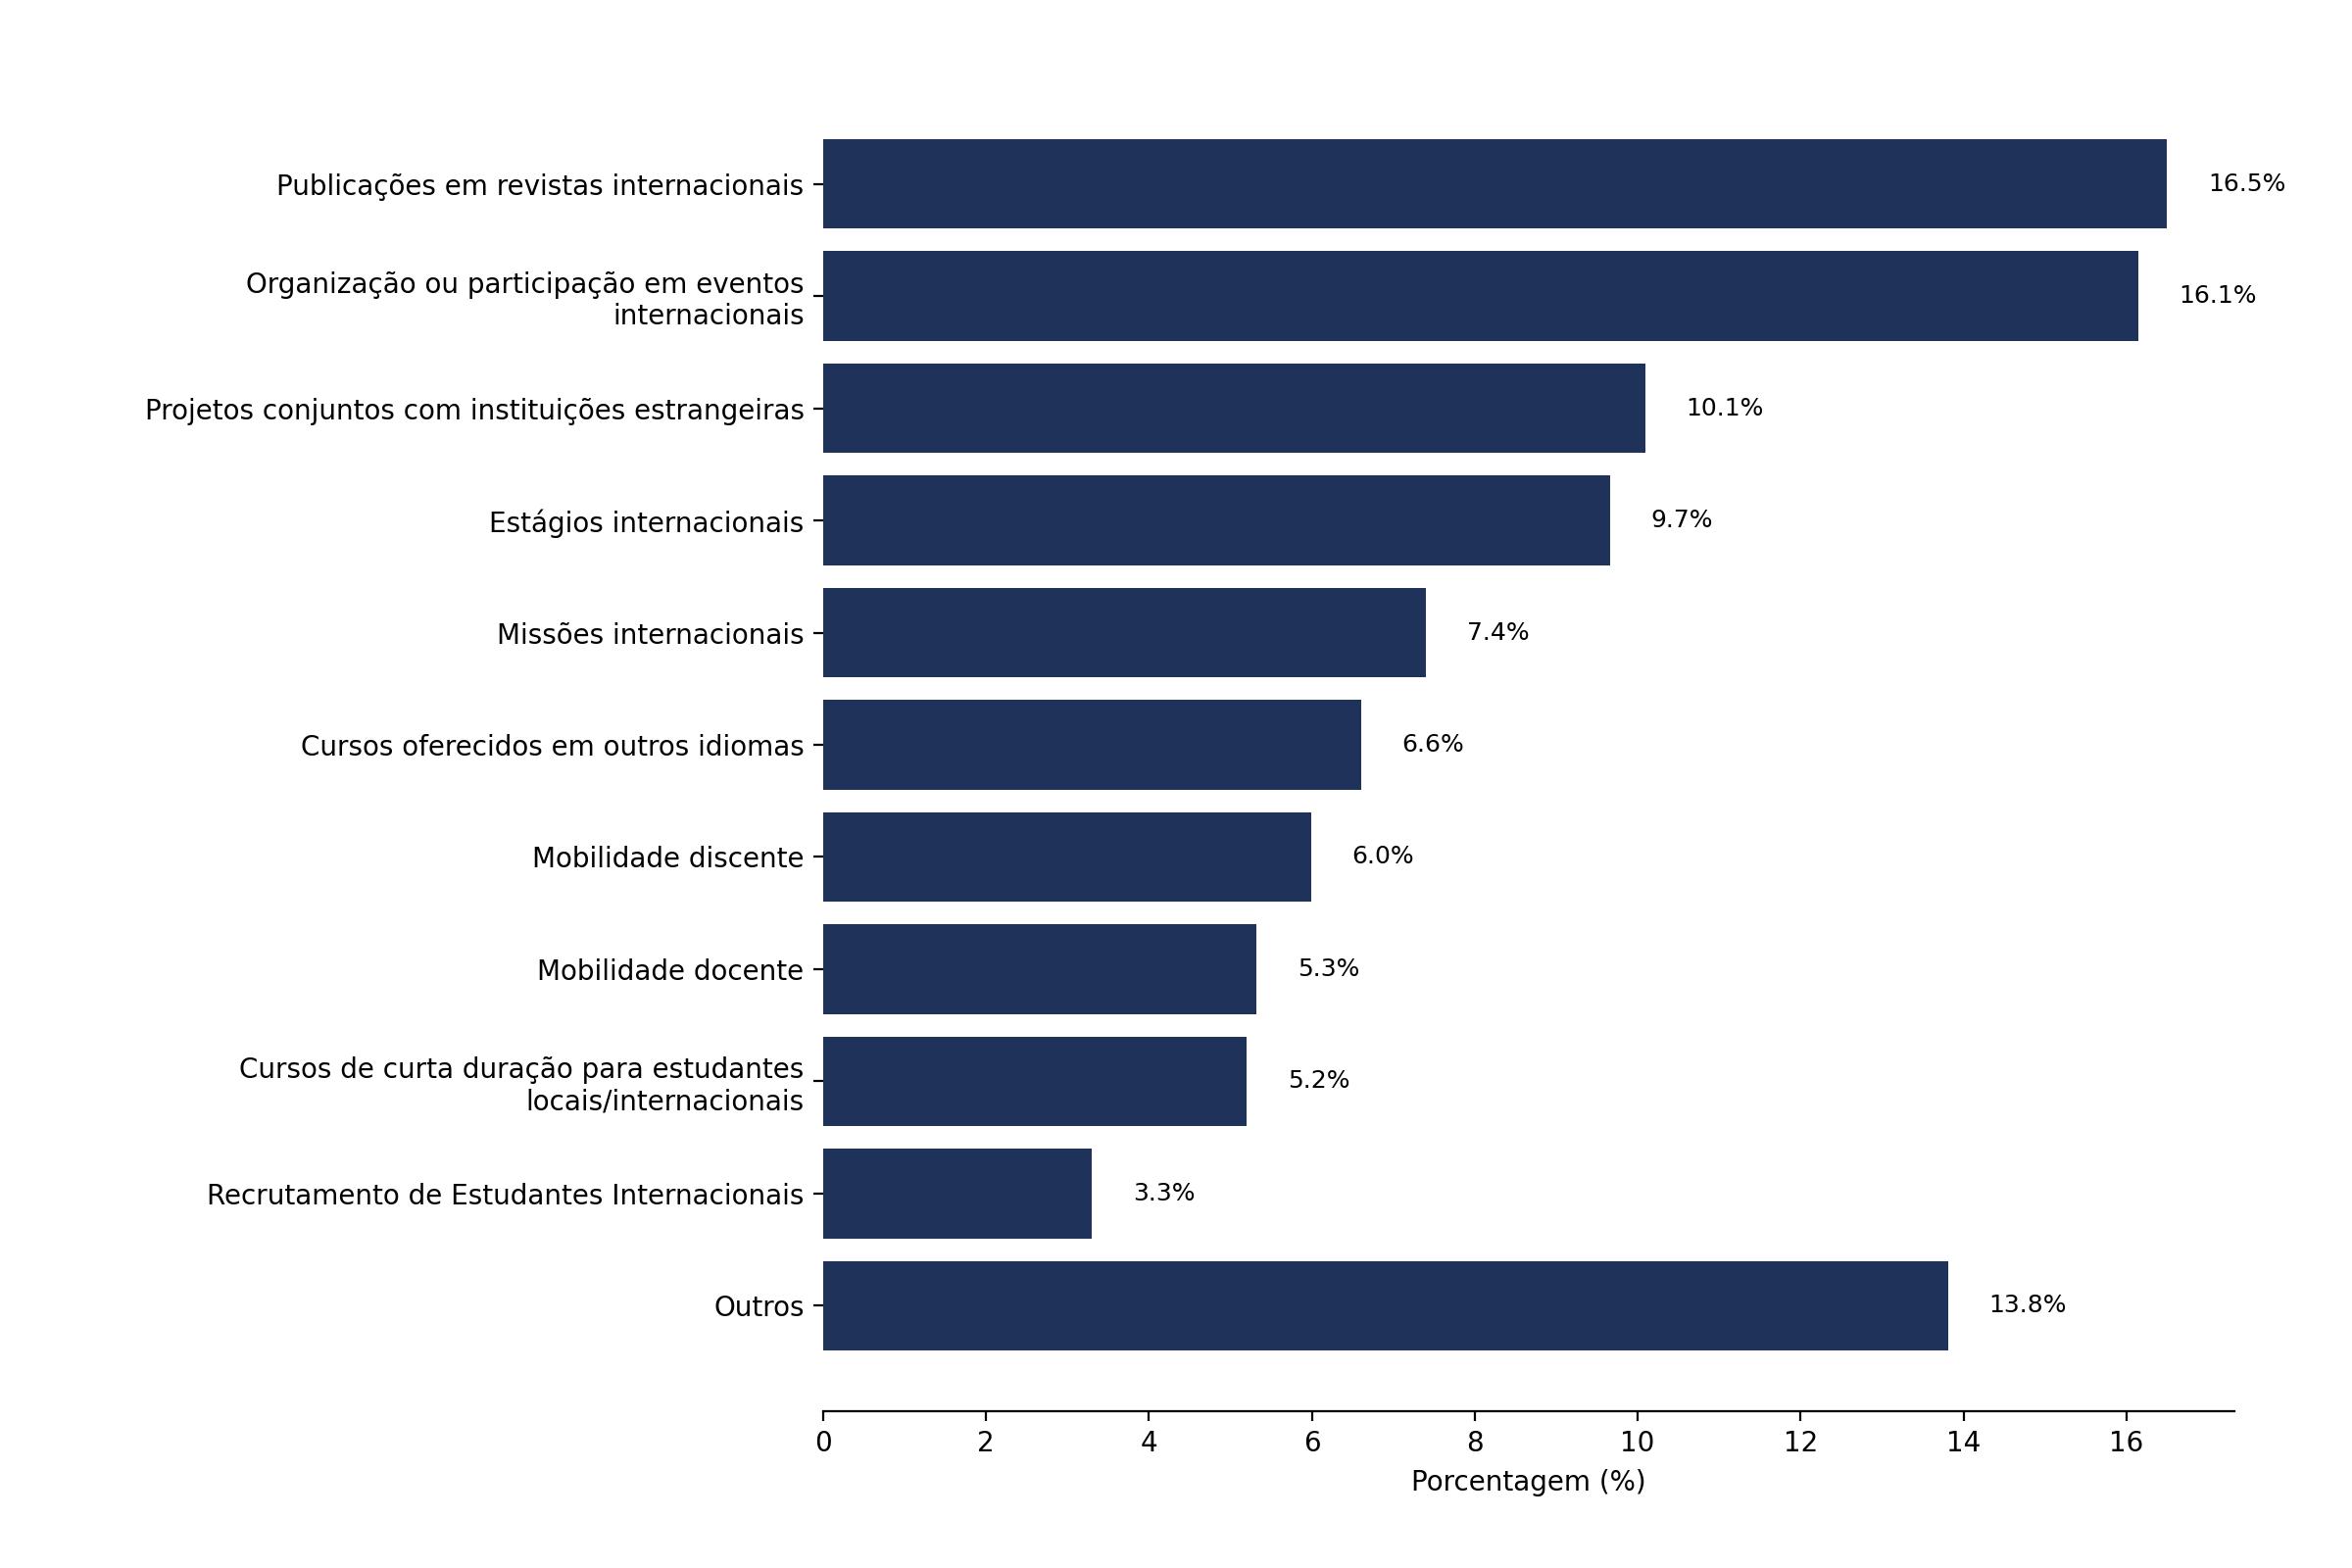 Publicações em revistas internacionais
16.5%
Organização ou participação em eventos
internacionais
16.1%
Projetos conjuntos com instituições estrangeiras
10.1%
Estágios internacionais
9.7%
Missões internacionais
7.4%
Cursos oferecidos em outros idiomas
6.6%
Mobilidade discente
6.0%
Mobilidade docente
5.3%
Cursos de curta duração para estudantes
locais/internacionais
5.2%
Recrutamento de Estudantes Internacionais
3.3%
Outros
13.8%
0 2 4 6 8 10 12 14 16
Porcentagem (%)